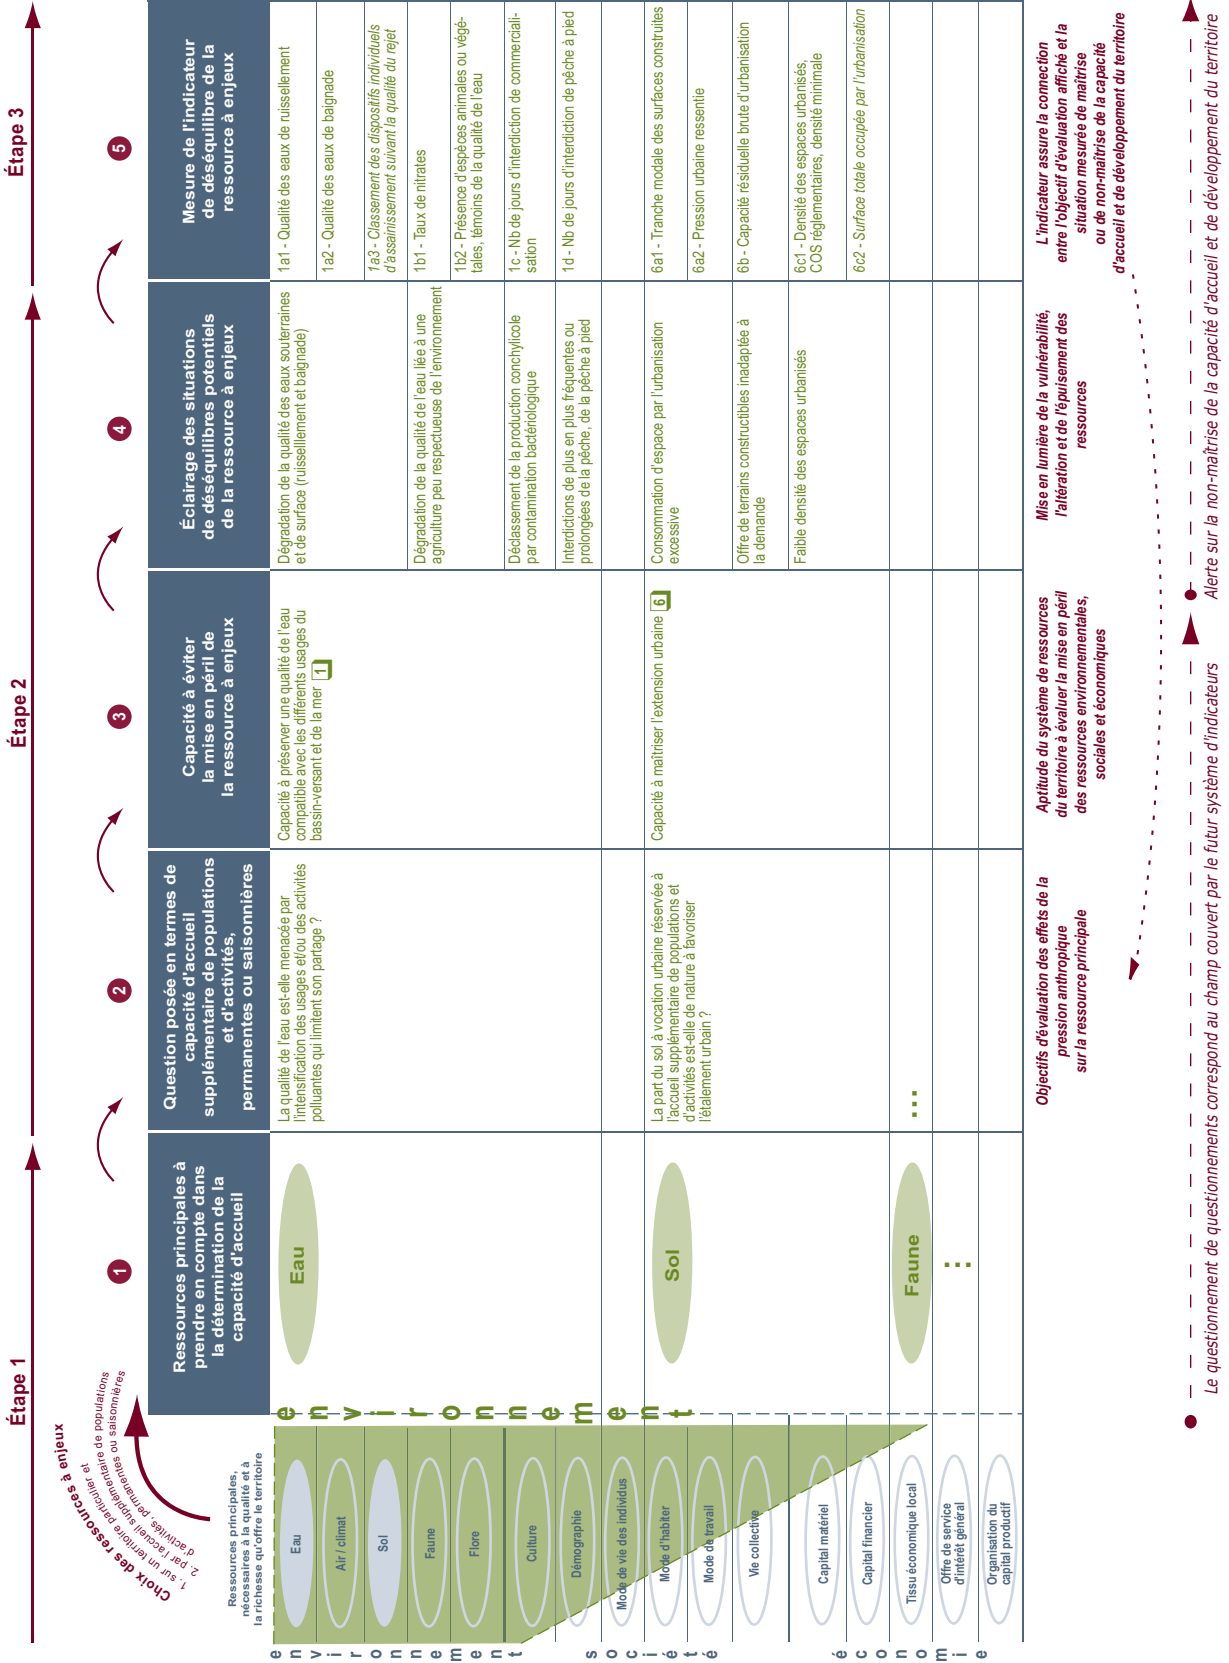 Étape 1
Étape 2
Étape 3
Choix des ressources à enjeux
1. sur un territoire particulier et
2. par l'accueil supplémentaire de populations
d'activités, permanentes ou saisonnières
1
2
3
4
5
Ressources principales,
nécessaires à la qualité et à
la richesse qu'offre le territoire
Ressources principales à
prendre en compte dans
la détermination de la
capacité d'accueil
Question posée en termes de
capacité d'accueil
supplémentaire de populations
et d'activités,
permanentes ou saisonnières
Capacité à éviter
la mise en péril de
la ressource à enjeux
Éclairage des situations
de déséquilibres potentiels
de la ressource à enjeux
Mesure de l'indicateur
de déséquilibre de la
ressource à enjeux
environnement
société
économie
Eau
Air / climat
Sol
Faune
Flore
Culture
Démographie
Mode de vie des individus
Mode d'habiter
Mode de travail
Vie collective
Capital matériel
Capital financier
Tissu économique local
Offre de service
d'intérêt général
Organisation du
capital productif
environnement
Eau
La qualité de l'eau est-elle menacée par
l'intensification des usages et/ou des activités
polluantes qui limitent son partage ?
Capacité à préserver une qualité de l'eau
compatible avec les différents usages du
bassin-versant et de la mer 1
Dégradation de la qualité des eaux souterraines
et de surface (ruissellement et baignade)
1a1 - Qualité des eaux de ruissellement
1a2 - Qualité des eaux de baignade
1a3 - Classement des dispositifs individuels
d'assainissement suivant la qualité du rejet
Dégradation de la qualité de l'eau liée à une
agriculture peu respectueuse de l'environnement
1b1 - Taux de nitrates
1b2 - Présence d'espèces animales ou végé-
tales, témoins de la qualité de l'eau
Déclassement de la production conchylicole
par contamination bactériologique
1c - Nb de jours d'interdiction de commerciali-
sation
Interdictions de plus en plus fréquentes ou
prolongées de la pêche, de la pêche à pied
1d - Nb de jours d'interdiction de pêche à pied
Sol
La part du sol à vocation urbaine réservée à
l'accueil supplémentaire de populations et
d'activités est-elle de nature à favoriser
l'étalement urbain ?
Capacité à maîtriser l'extension urbaine 6
Consommation d'espace par l'urbanisation
excessive
6a1 - Tranche modale des surfaces construites
6a2 - Pression urbaine ressentie
Offre de terrains constructibles inadaptée à
la demande
6b - Capacité résiduelle brute d'urbanisation
Faible densité des espaces urbanisés
6c1 - Densité des espaces urbanisés,
COS réglementaires, densité minimale
6c2 - Surface totale occupée par l'urbanisation
Faune
...
...
Objectifs d'évaluation des effets de la
pression anthropique
sur la ressource principale
Aptitude du système de ressources
du territoire à évaluer la mise en péril
des ressources environnementales,
sociales et économiques
Mise en lumière de la vulnérabilité,
l'altération et de l'épuisement des
ressources
L'indicateur assure la connection
entre l'objectif d'évaluation affiché et la
situation mesurée de maîtrise
ou de non-maîtrise de la capacité
d'accueil et de développement du territoire
Le questionnement de questionnements correspond au champ couvert par le futur système d'indicateurs
Alerte sur la non-maîtrise de la capacité d'accueil et de développement du territoire